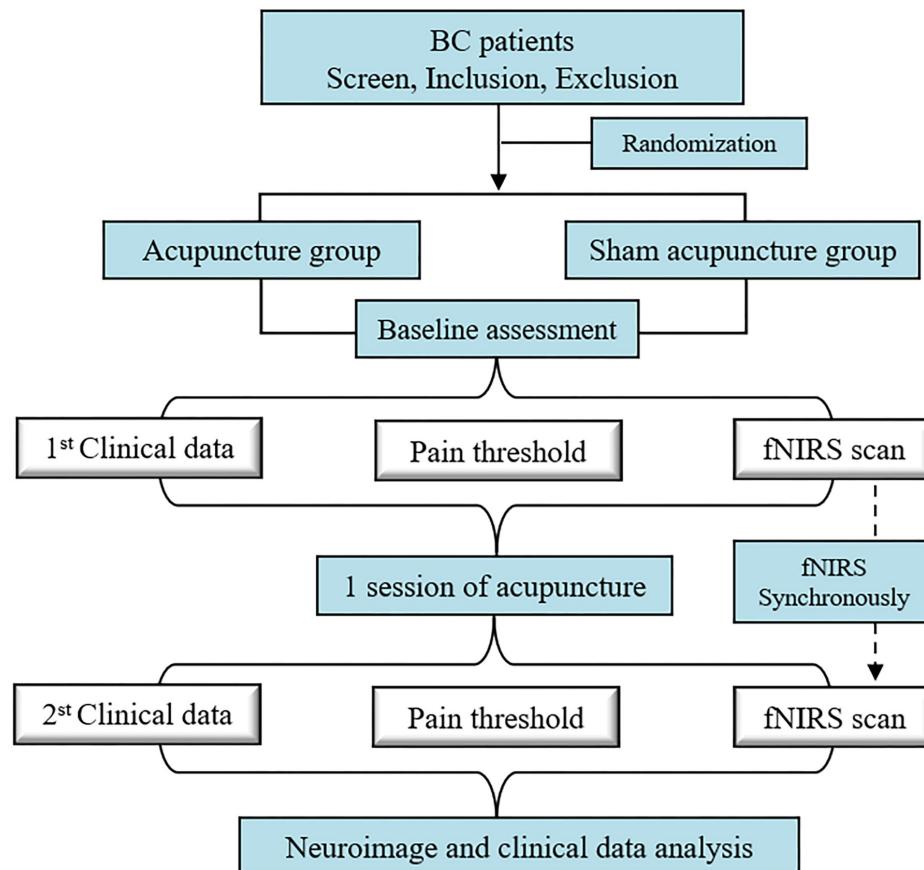 BC patients
Screen, Inclusion, Exclusion
Randomization
Acupuncture group
Sham acupuncture group
Baseline assessment
1st Clinical data
Pain threshold
fNIRS scan
1 session of acupuncture
fNIRS
Synchronously
2st Clinical data
Pain threshold
fNIRS scan
Neuroimage and clinical data analysis